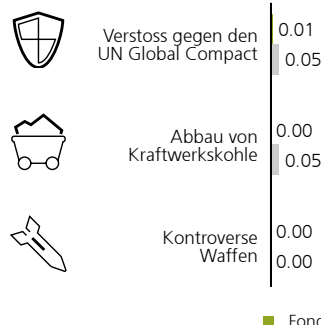 Verstoss gegen den
UN Global Compact
0.01
0.05
Abbau von
Kraftwerkskohle
0.00
0.05
Kontroverse
Waffen
0.00
0.00